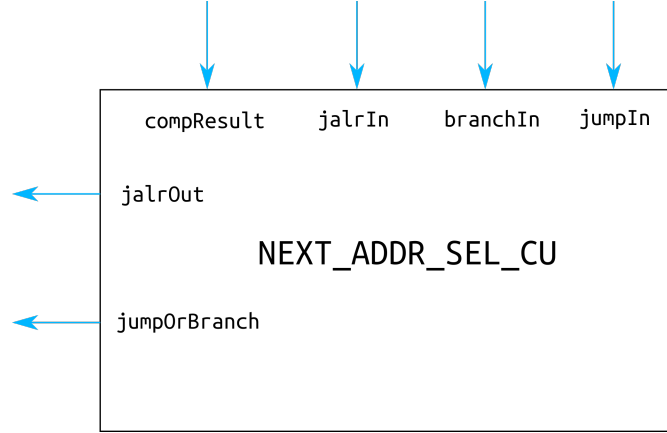 compResult jalrIn branchIn jumpIn
jalrOut
NEXT_ADDR_SEL_CU
jumpOrBranch